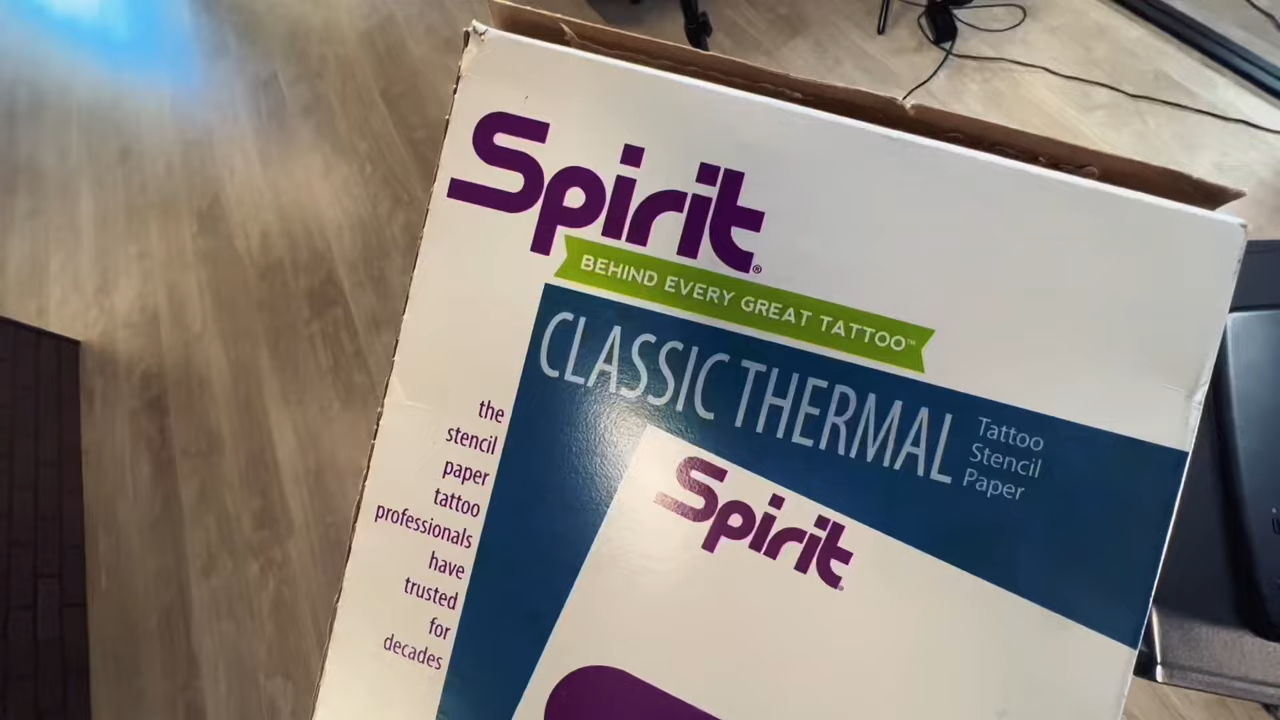 Spirit®
BEHIND EVERY GREAT TATTOO™
CLASSIC THERMAL
Tattoo
Stencil
Paper
the
stencil
paper
tattoo
professionals
have
trusted
for
decades
Spirit